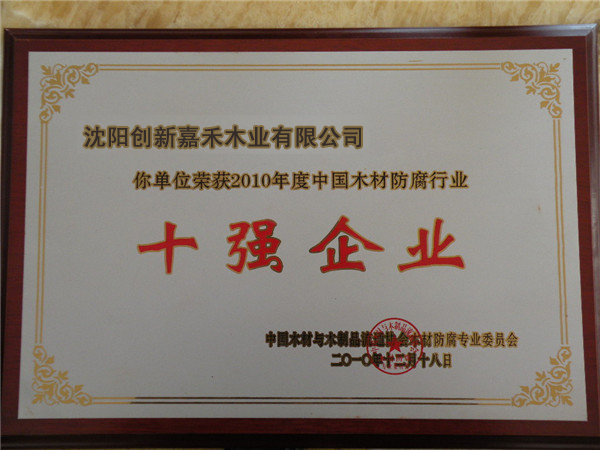 沈阳创新嘉禾木业有限公司
你单位荣获2010年度中国木材防腐行业
十强企业
中国木材与木制品流通协会木材防腐专业委员会
二〇一〇年十二月十八日